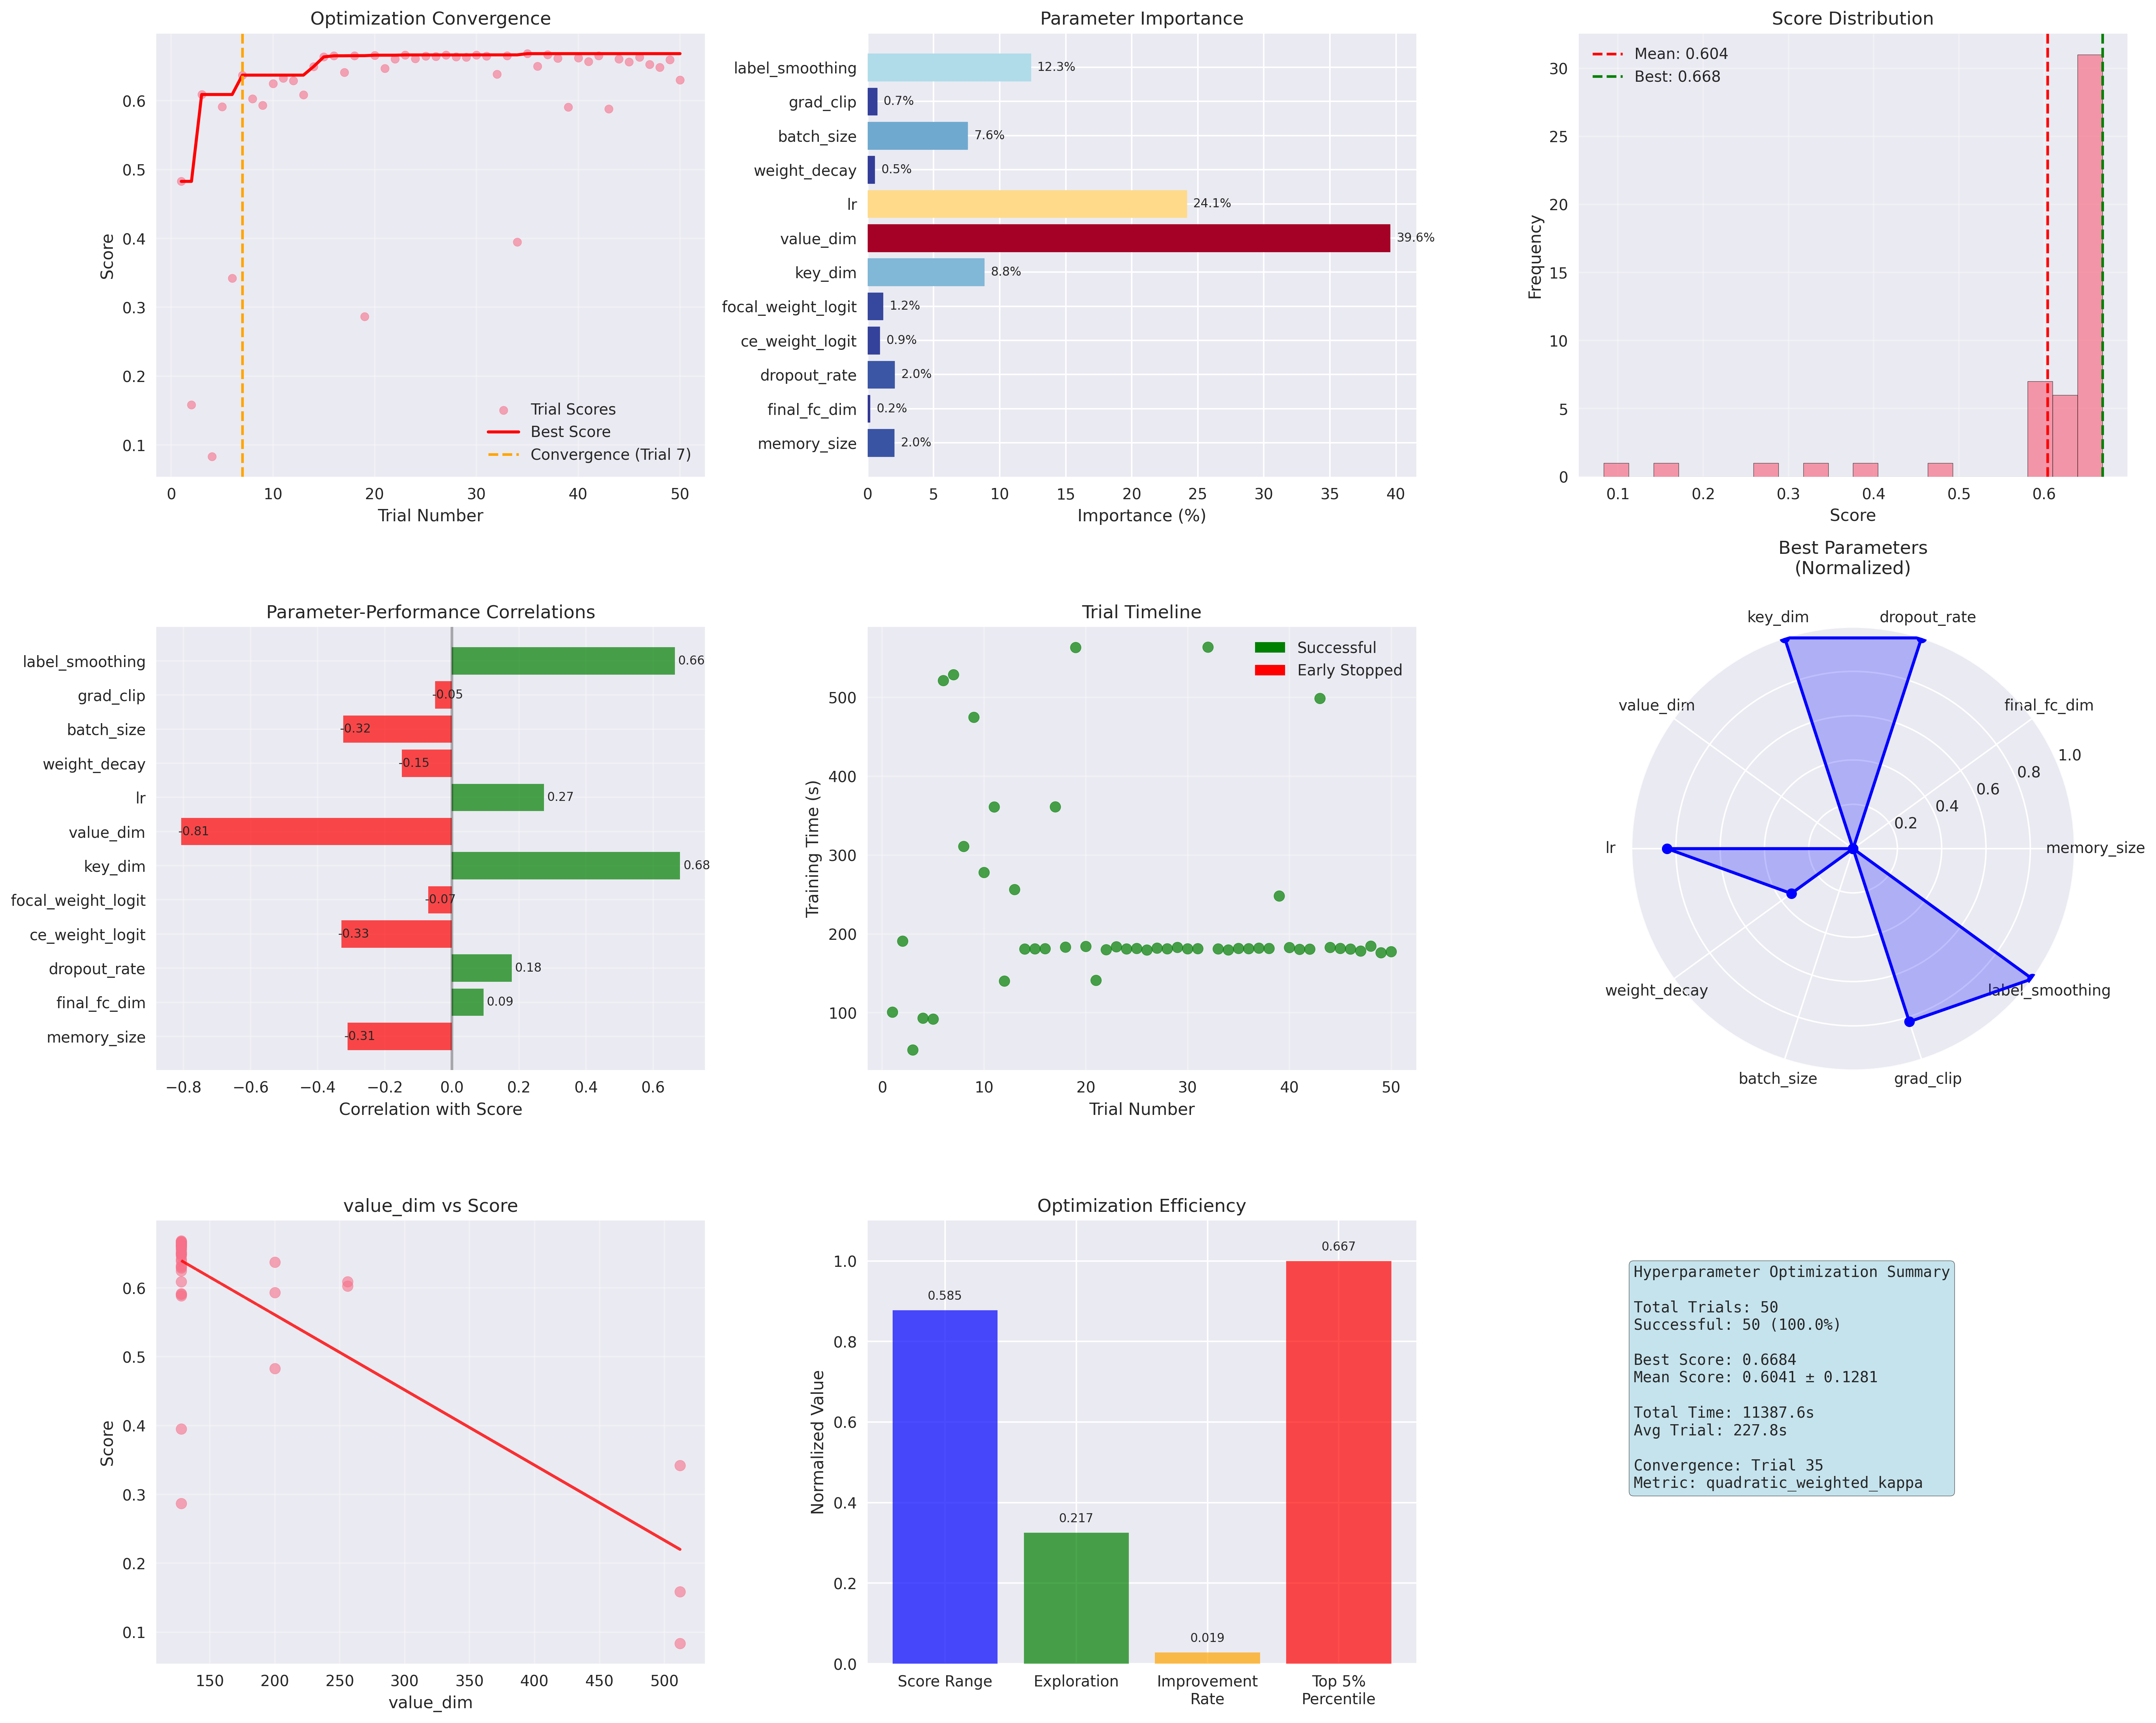 Optimization Convergence
Score
0.6
0.5
0.4
0.3
0.2
0.1
Trial Scores
Best Score
Convergence (Trial 7)
0 10 20 30 40 50
Trial Number
Parameter Importance
label_smoothing 12.3%
grad_clip 0.7%
batch_size 7.6%
weight_decay 0.5%
lr 24.1%
value_dim 39.6%
key_dim 8.8%
focal_weight_logit 1.2%
ce_weight_logit 0.9%
dropout_rate 2.0%
final_fc_dim 0.2%
memory_size 2.0%
0 5 10 15 20 25 30 35 40
Importance (%)
Score Distribution
Mean: 0.604
Best: 0.668
Frequency
30
25
20
15
10
5
0
0.1 0.2 0.3 0.4 0.5 0.6
Score
Parameter-Performance Correlations
label_smoothing 0.66
grad_clip -0.05
batch_size -0.32
weight_decay -0.15
lr 0.27
value_dim -0.81
key_dim 0.68
focal_weight_logit -0.07
ce_weight_logit -0.33
dropout_rate 0.18
final_fc_dim 0.09
memory_size -0.31
−0.8 −0.6 −0.4 −0.2 0.0 0.2 0.4 0.6
Correlation with Score
Trial Timeline
Successful
Early Stopped
Training Time (s)
500
400
300
200
100
0 10 20 30 40 50
Trial Number
Best Parameters
(Normalized)
key_dim dropout_rate
value_dim final_fc_dim
1.0
0.8
0.6
0.4
0.2
lr memory_size
weight_decay label_smoothing
batch_size grad_clip
value_dim vs Score
Score
0.6
0.5
0.4
0.3
0.2
0.1
150 200 250 300 350 400 450 500
value_dim
Optimization Efficiency
Normalized Value
1.0
0.8
0.6
0.4
0.2
0.0
0.585
0.217
0.019
0.667
Score Range Exploration Improvement Top 5%
Rate Percentile
Hyperparameter Optimization Summary
Total Trials: 50
Successful: 50 (100.0%)
Best Score: 0.6684
Mean Score: 0.6041 ± 0.1281
Total Time: 11387.6s
Avg Trial: 227.8s
Convergence: Trial 35
Metric: quadratic_weighted_kappa